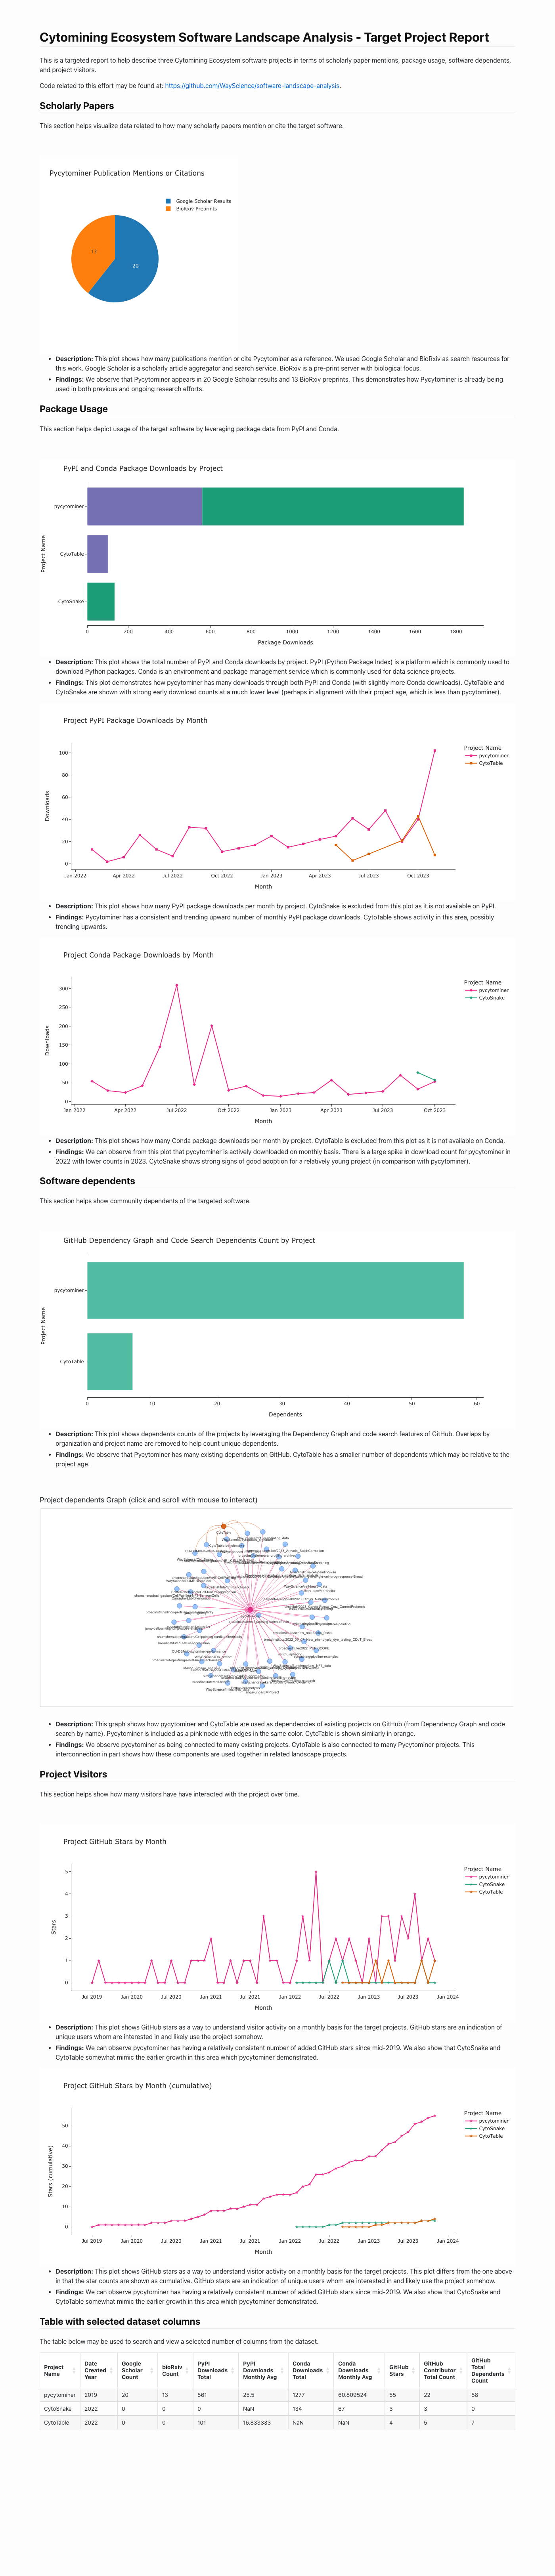 Cytomining Ecosystem Software Landscape Analysis - Target Project Report
This is a targeted report to help describe three Cytomining Ecosystem software projects in terms of scholarly paper mentions, package usage, software dependents,
and project visitors.
Code related to this effort may be found at: https://github.com/WayScience/software-landscape-analysis.
Scholarly Papers
This section helps visualize data related to how many scholarly papers mention or cite the target software.
Pycytominer Publication Mentions or Citations
Google Scholar Results
BioRxiv Preprints
13
20
• Description: This plot shows how many publications mention or cite Pycytominer as a reference. We used Google Scholar and BioRxiv as search resources for
this work. Google Scholar is a scholarly article aggregator and search service. BioRxiv is a pre-print server with biological focus.
• Findings: We observe that Pycytominer appears in 20 Google Scholar results and 13 BioRxiv preprints. This demonstrates how Pycytominer is already being
used in both previous and ongoing research efforts.
Package Usage
This section helps depict usage of the target software by leveraging package data from PyPI and Conda.
PyPI and Conda Package Downloads by Project
Project Name
pycytominer
CytoTable
CytoSnake
0 200 400 600 800 1000 1200 1400 1600 1800
Package Downloads
• Description: This plot shows the total number of PyPI and Conda downloads by project. PyPI (Python Package Index) is a platform which is commonly used to
download Python packages. Conda is an environment and package management service which is commonly used for data science projects.
• Findings: This plot demonstrates how pycytominer has many downloads through both PyPI and Conda (with slightly more Conda downloads). CytoTable and
CytoSnake are shown with strong early download counts at a much lower level (perhaps in alignment with their project age, which is less than pycytominer).
Project PyPI Package Downloads by Month
Project Name
pycytominer
CytoTable
Downloads
100
80
60
40
20
0
Jan 2022 Apr 2022 Jul 2022 Oct 2022 Jan 2023 Apr 2023 Jul 2023 Oct 2023
Month
• Description: This plot shows how many PyPI package downloads per month by project. CytoSnake is excluded from this plot as it is not available on PyPI.
• Findings: Pycytominer has a consistent and trending upward number of monthly PyPI package downloads. CytoTable shows activity in this area, possibly
trending upwards.
Project Conda Package Downloads by Month
Project Name
pycytominer
CytoSnake
Downloads
300
250
200
150
100
50
0
Jan 2022 Apr 2022 Jul 2022 Oct 2022 Jan 2023 Apr 2023 Jul 2023 Oct 2023
Month
• Description: This plot shows how many Conda package downloads per month by project. CytoTable is excluded from this plot as it is not available on Conda.
• Findings: We can observe from this plot that pycytominer is actively downloaded on monthly basis. There is a large spike in download count for pycytominer in
2022 with lower counts in 2023. CytoSnake shows strong signs of good adoption for a relatively young project (in comparison with pycytominer).
Software dependents
This section helps show community dependents of the targeted software.
GitHub Dependency Graph and Code Search Dependents Count by Project
Project Name
pycytominer
CytoTable
0 10 20 30 40 50 60
Dependents
• Description: This plot shows dependents counts of the projects by leveraging the Dependency Graph and code search features of GitHub. Overlaps by
organization and project name are removed to help count unique dependents.
• Findings: We observe that Pycytominer has many existing dependents on GitHub. CytoTable has a smaller number of dependents which may be relative to the
project age.
Project dependents Graph (click and scroll with mouse to interact)
CytoTable
• Description: This graph shows how pycytominer and CytoTable are used as dependencies of existing projects on GitHub (from Dependency Graph and code
search by name). Pycytominer is included as a pink node with edges in the same color. CytoTable is shown similarly in orange.
• Findings: We observe pycytominer as being connected to many existing projects. CytoTable is also connected to many Pycytominer projects. This
interconnection in part shows how these components are used together in related landscape projects.
Project Visitors
This section helps show how many visitors have have interacted with the project over time.
Project GitHub Stars by Month
Project Name
pycytominer
CytoSnake
CytoTable
Stars
5
4
3
2
1
0
Jul 2019 Jan 2020 Jul 2020 Jan 2021 Jul 2021 Jan 2022 Jul 2022 Jan 2023 Jul 2023 Jan 2024
Month
• Description: This plot shows GitHub stars as a way to understand visitor activity on a monthly basis for the target projects. GitHub stars are an indication of
unique users whom are interested in and likely use the project somehow.
• Findings: We can observe pycytominer having a relatively consistent number of added GitHub stars since mid-2019. We also show that CytoSnake and
CytoTable somewhat mimic the earlier growth in this area which pycytominer demonstrated.
Project GitHub Stars by Month (cumulative)
Project Name
pycytominer
CytoSnake
CytoTable
Stars (cumulative)
50
40
30
20
10
0
Jul 2019 Jan 2020 Jul 2020 Jan 2021 Jul 2021 Jan 2022 Jul 2022 Jan 2023 Jul 2023 Jan 2024
Month
• Description: This plot shows GitHub stars as a way to understand visitor activity on a monthly basis for the target projects. This plot differs from the one above
in that the star counts are shown as cumulative. GitHub stars are an indication of unique users whom are interested in and likely use the project somehow.
• Findings: We can observe pycytominer has having a relatively consistent number of added GitHub stars since mid-2019. We also show that CytoSnake and
CytoTable somewhat mimic the earlier growth in this area which pycytominer demonstrated.
Table with selected dataset columns
The table below may be used to search and view a selected number of columns from the dataset.
Project Name Date Created Year Google Scholar Count bioRxiv Count PyPI Downloads Total PyPI Downloads Monthly Avg Conda Downloads Total Conda Downloads Monthly Avg GitHub Stars GitHub Contributor Total Count GitHub Total Dependents Count
pycytominer 2019 20 13 561 25.5 1277 60.809524 55 22 58
CytoSnake 2022 0 0 0 NaN 134 67 3 3 0
CytoTable 2022 0 0 101 16.833333 NaN NaN 4 5 7